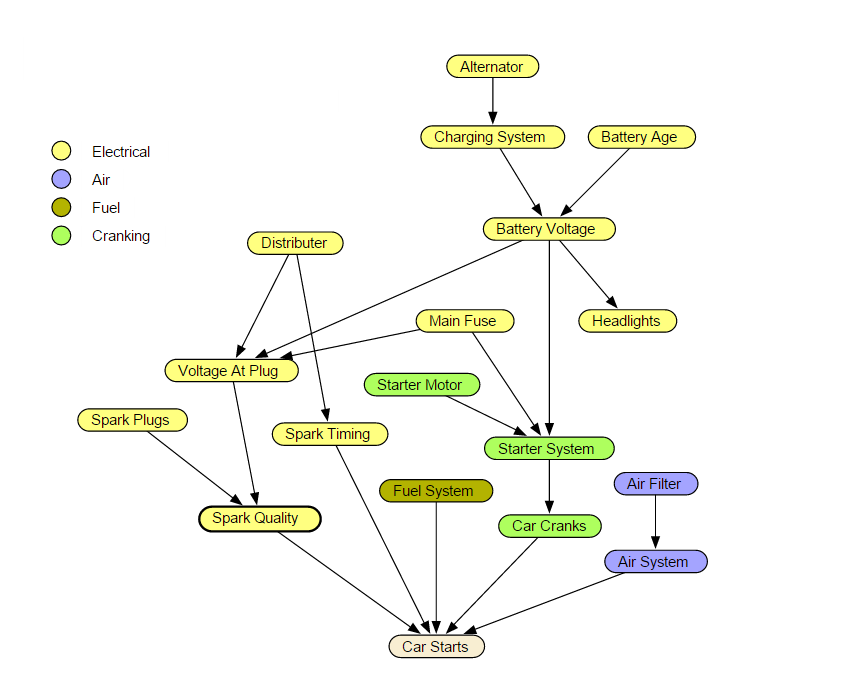 Alternator
Charging System
Battery Age
Electrical
Air
Fuel
Cranking
Battery Voltage
Distributer
Main Fuse
Headlights
Voltage At Plug
Starter Motor
Spark Plugs
Spark Timing
Starter System
Fuel System
Air Filter
Spark Quality
Car Cranks
Air System
Car Starts